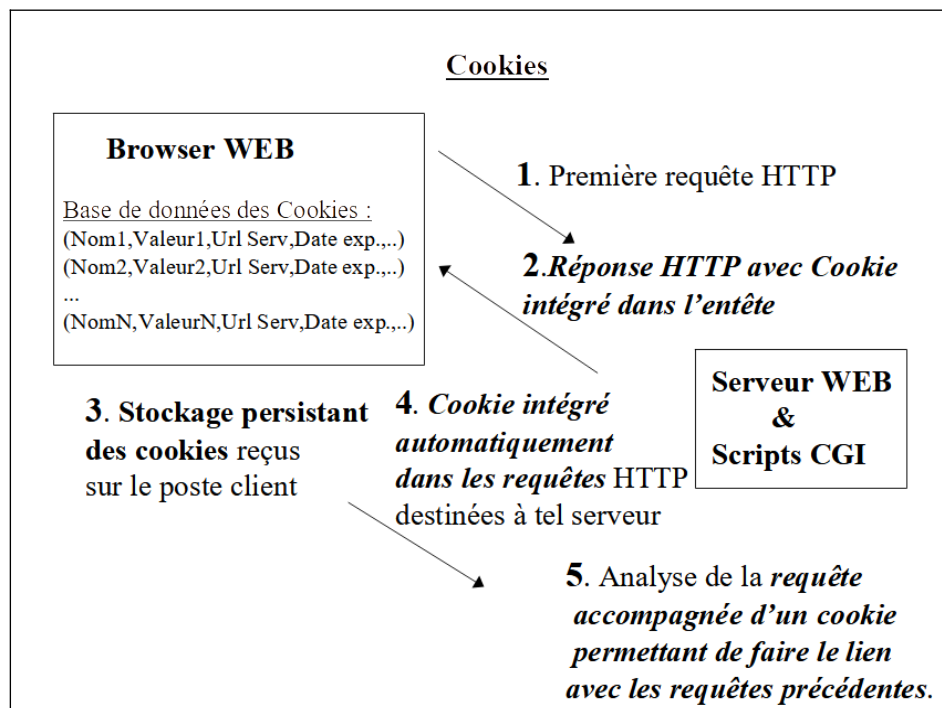 Cookies
Browser WEB
Base de données des Cookies :
(Nom1,Valeur1,Url Serv,Date exp.,..)
(Nom2,Valeur2,Url Serv,Date exp.,..)
...
(NomN,ValeurN,Url Serv,Date exp.,..)
1. Première requête HTTP
2.Réponse HTTP avec Cookie
intégré dans l’entête
3. Stockage persistant
des cookies reçus
sur le poste client
4. Cookie intégré
automatiquement
dans les requêtes HTTP
destinées à tel serveur
Serveur WEB
&
Scripts CGI
5. Analyse de la requête
accompagnée d’un cookie
permettant de faire le lien
avec les requêtes précédentes.